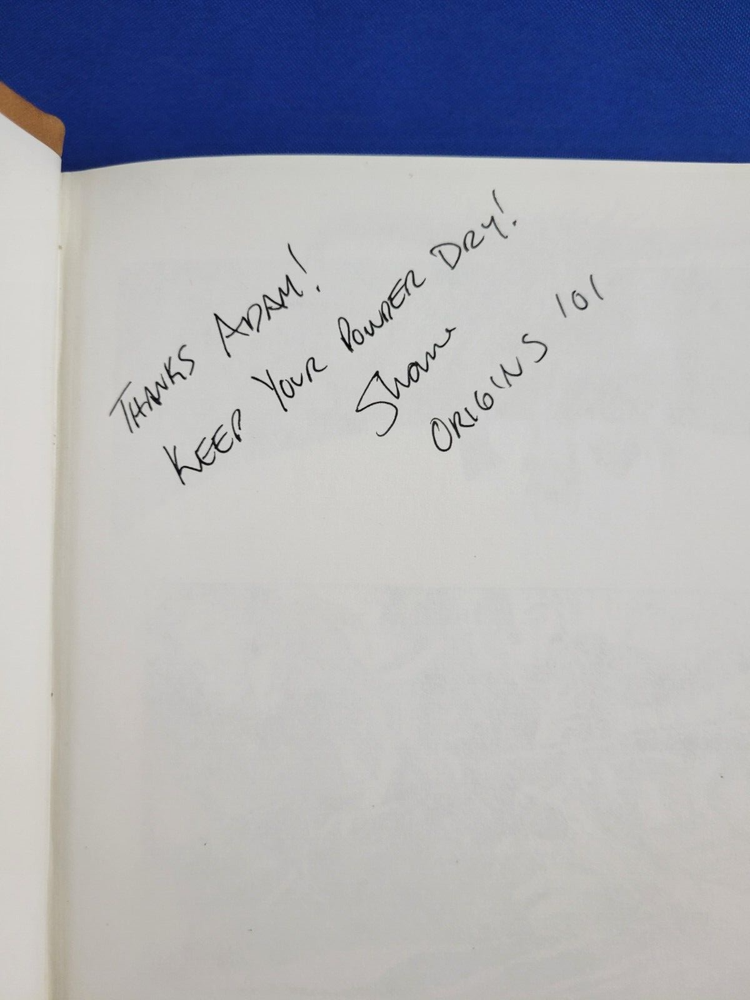 THANKS ADAM!
KEEP YOUR POWDER DRY!
Shane
ORIGINS '01